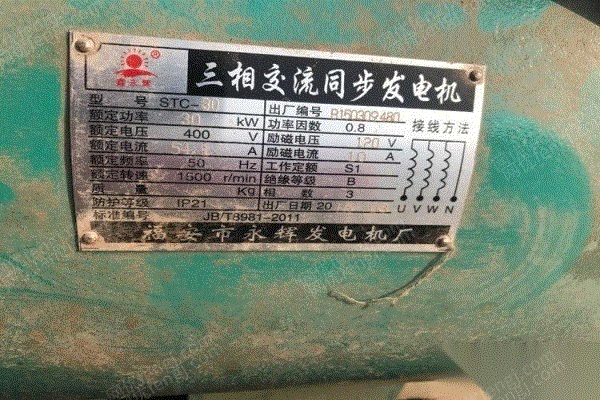 三相交流同步发电机
型号 STC-30 出厂编号
额定功率 30 kW 功率因数 0.8 接线方法
额定电压 400 V 励磁电压 120 V
额定电流 A 励磁电流 A
额定频率 50 Hz 工作定额 S1
额定转速 1500 r/min 绝缘等级 B
质量 Kg 相数 3
防护等级 IP21 出厂日期 20
标准编号 JB/T8981-2011
U V W N
福安市永辉发电机厂